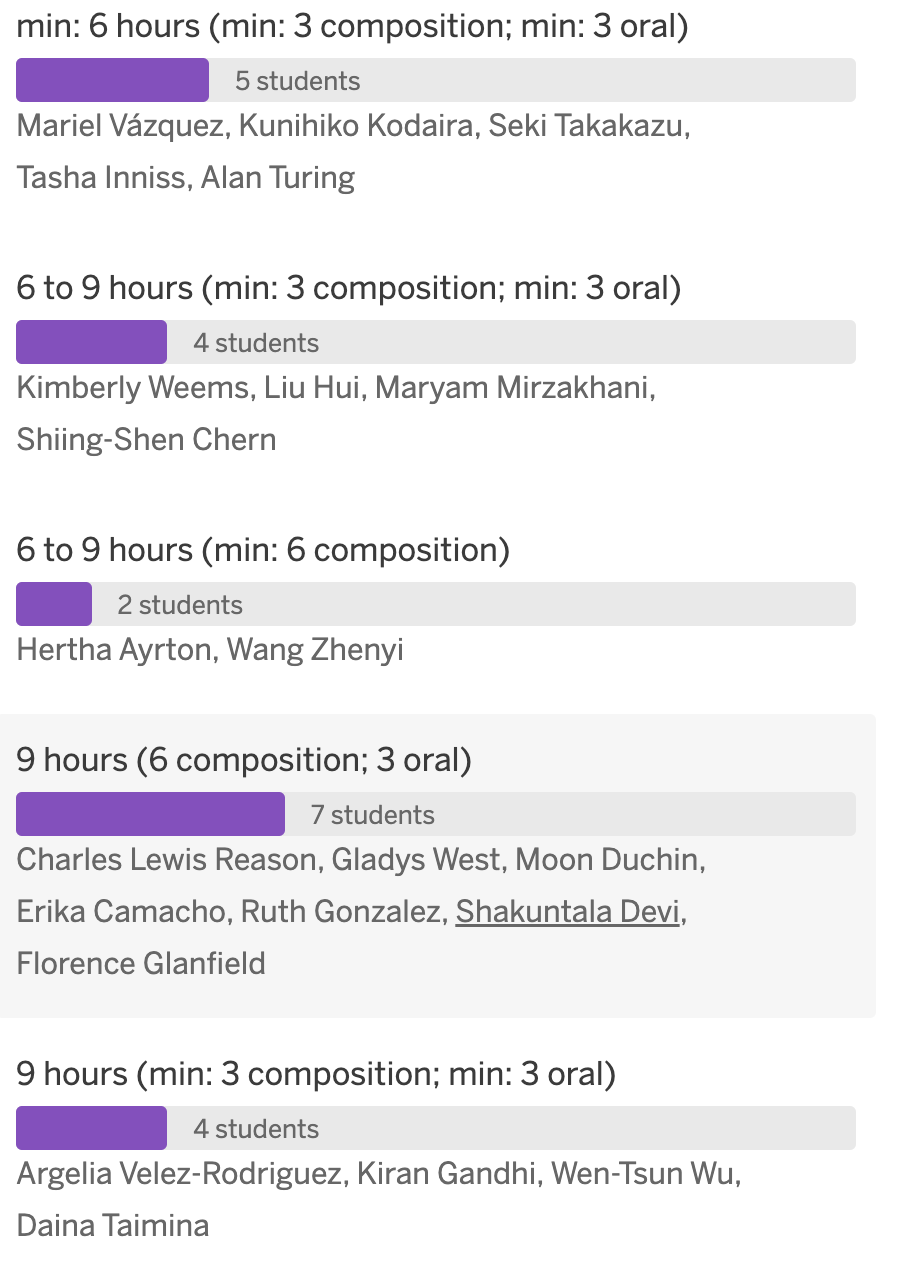 min: 6 hours (min: 3 composition; min: 3 oral)
5 students
Mariel Vázquez, Kunihiko Kodaira, Seki Takakazu,
Tasha Inniss, Alan Turing
6 to 9 hours (min: 3 composition; min: 3 oral)
4 students
Kimberly Weems, Liu Hui, Maryam Mirzakhani,
Shiing-Shen Chern
6 to 9 hours (min: 6 composition)
2 students
Hertha Ayrton, Wang Zhenyi
9 hours (6 composition; 3 oral)
7 students
Charles Lewis Reason, Gladys West, Moon Duchin,
Erika Camacho, Ruth Gonzalez, Shakuntala Devi,
Florence Glanfield
9 hours (min: 3 composition; min: 3 oral)
4 students
Argelia Velez-Rodriguez, Kiran Gandhi, Wen-Tsun Wu,
Daina Taimina